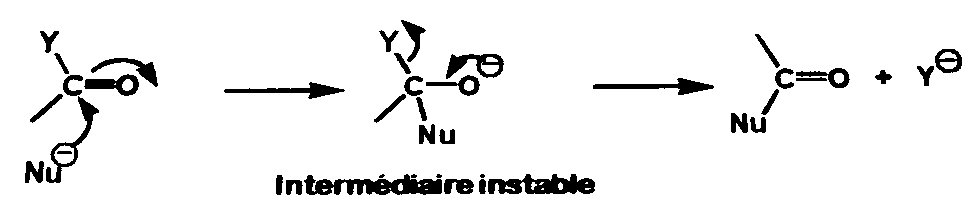 Y C=O Nu⊖
Y C–O⊖ Nu
C=O + Y⊖ Nu
Intermédiaire instable